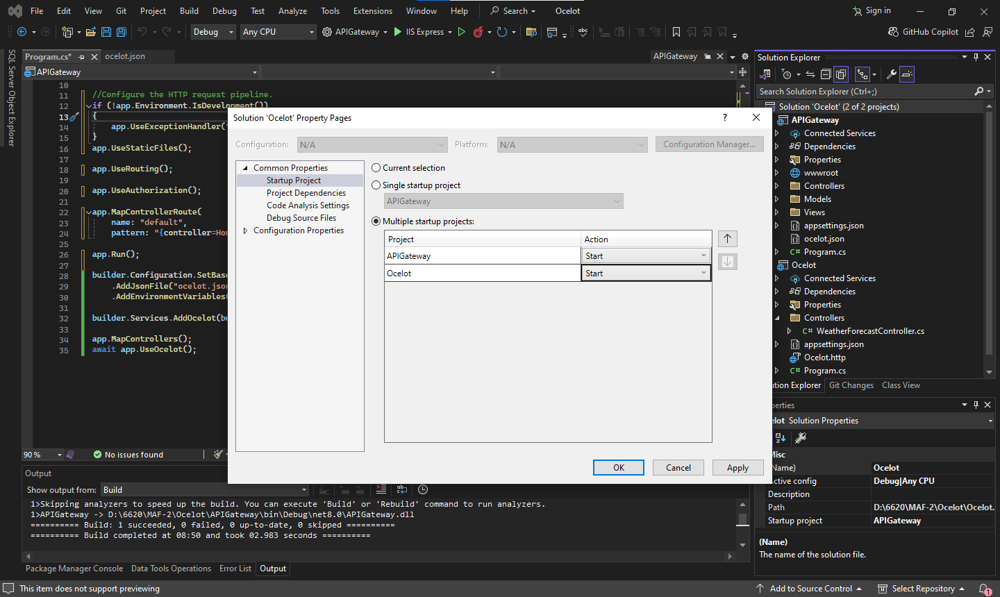 File Edit View Git Project Build Debug Test Analyze Tools Extensions Window Help Search Ocelot Sign in
Debug Any CPU APIGateway IIS Express abc GitHub Copilot
SQL Server Object Explorer
Program.cs* ocelot.json APIGateway
APIGateway
10
11 //Configure the HTTP request pipeline.
12 if (!app.Environment.IsDevelopment())
13 {
14 app.UseExceptionHandler(
15 }
16 app.UseStaticFiles();
17
18 app.UseRouting();
19
20 app.UseAuthorization();
21
22 app.MapControllerRoute(
23 name: "default",
24 pattern: "{controller=Hom
25
26 app.Run();
27
28 builder.Configuration.SetBase
29 .AddJsonFile("ocelot.json
30 .AddEnvironmentVariables(
31
32 builder.Services.AddOcelot(bu
33
34 app.MapControllers();
35 await app.UseOcelot();
90 % No issues found
Solution 'Ocelot' Property Pages ?
Configuration: N/A Platform: N/A Configuration Manager...
Common Properties
Startup Project
Project Dependencies
Code Analysis Settings
Debug Source Files
Configuration Properties
Current selection
Single startup project
APIGateway
Multiple startup projects:
Project Action
APIGateway Start
Ocelot Start
OK Cancel Apply
Solution Explorer
Search Solution Explorer (Ctrl+;)
Solution 'Ocelot' (2 of 2 projects)
APIGateway
Connected Services
Dependencies
Properties
wwwroot
Controllers
Models
Views
appsettings.json
ocelot.json
C# Program.cs
Ocelot
Connected Services
Dependencies
Properties
Controllers
C# WeatherForecastController.cs
appsettings.json
Ocelot.http
C# Program.cs
ution Explorer Git Changes Class View
perties
elot Solution Properties
Misc
Name) Ocelot
Active config Debug|Any CPU
Description
Path D:\6620\MAF-2\Ocelot\Ocelot.
Startup project APIGateway
(Name)
The name of the solution file.
Output
Show output from: Build
1>Skipping analyzers to speed up the build. You can execute 'Build' or 'Rebuild' command to run analyzers.
1>APIGateway -> D:\6620\MAF-2\Ocelot\APIGateway\bin\Debug\net8.0\APIGateway.dll
========== Build: 1 succeeded, 0 failed, 0 up-to-date, 0 skipped ==========
========== Build completed at 08:50 and took 02.983 seconds ==========
Package Manager Console Data Tools Operations Error List Output
This item does not support previewing Add to Source Control Select Repository 1